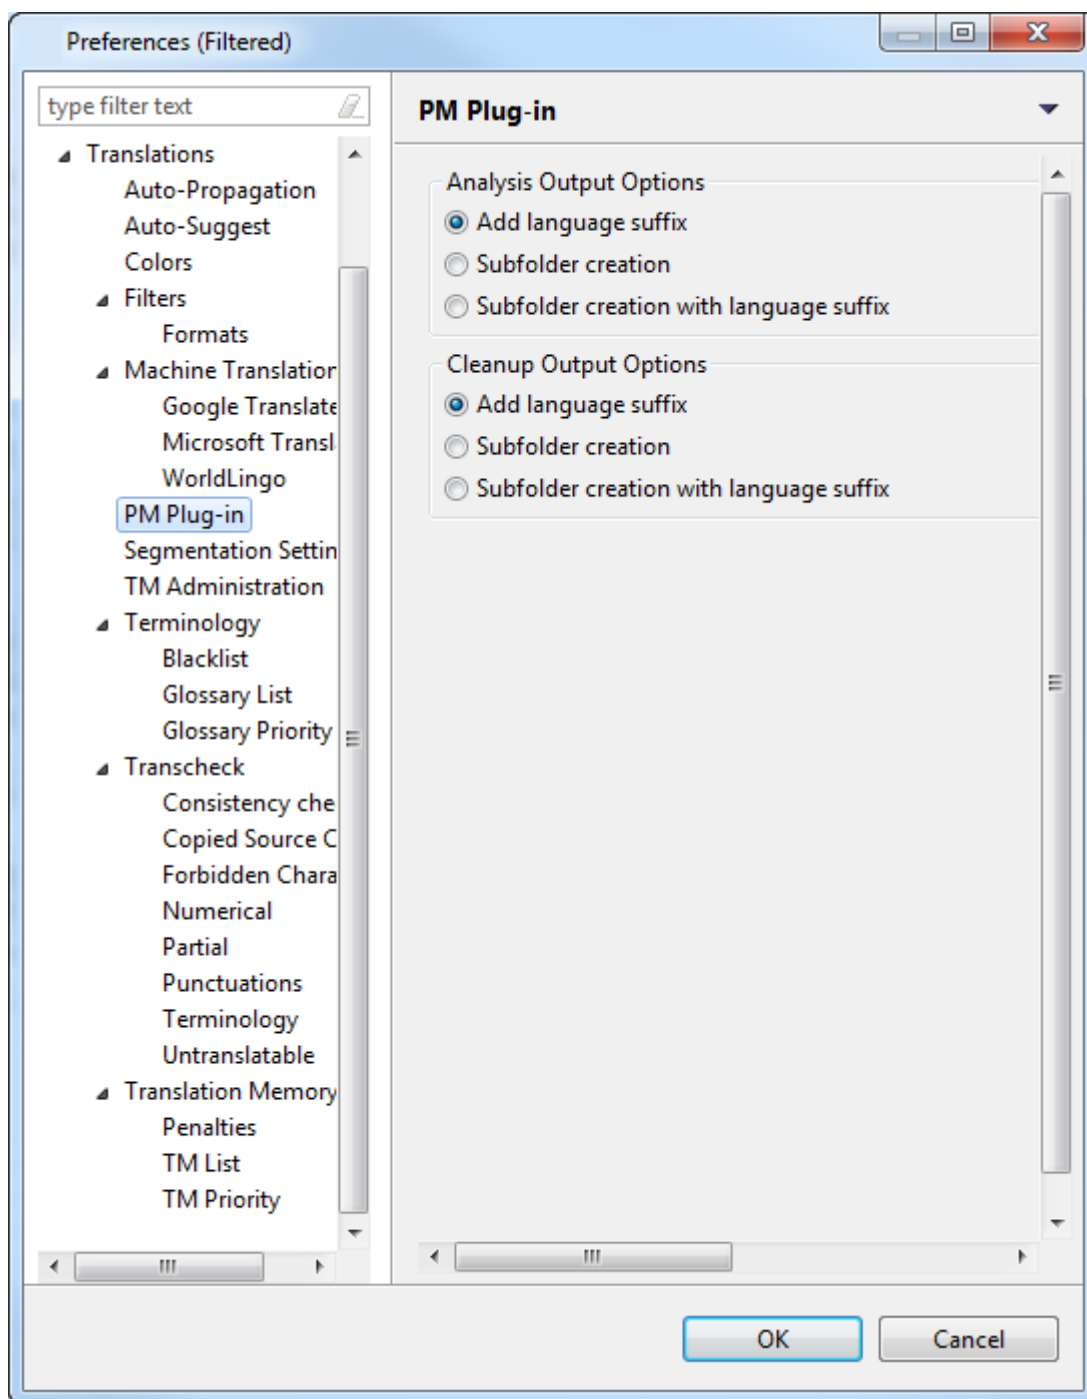 Preferences (Filtered)
type filter text
Translations
Auto-Propagation
Auto-Suggest
Colors
Filters
Formats
Machine Translation
Google Translate
Microsoft Transl
WorldLingo
PM Plug-in
Segmentation Settin
TM Administration
Terminology
Blacklist
Glossary List
Glossary Priority
Transcheck
Consistency che
Copied Source C
Forbidden Chara
Numerical
Partial
Punctuations
Terminology
Untranslatable
Translation Memory
Penalties
TM List
TM Priority
PM Plug-in
Analysis Output Options
Add language suffix
Subfolder creation
Subfolder creation with language suffix
Cleanup Output Options
Add language suffix
Subfolder creation
Subfolder creation with language suffix
OK
Cancel